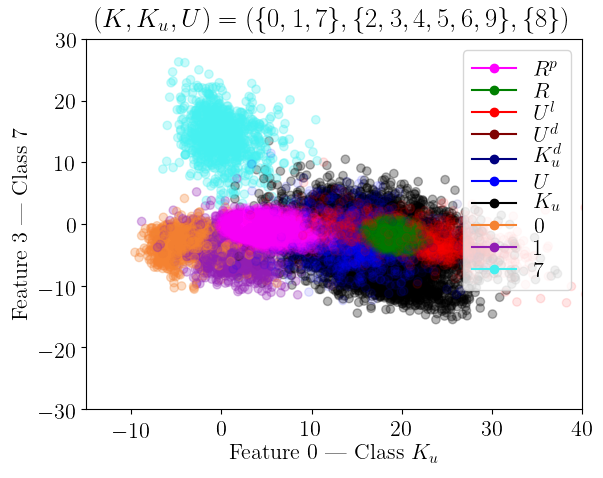 (K, K_u, U) = ({0, 1, 7}, {2, 3, 4, 5, 6, 9}, {8})
30
20
10
0
−10
−20
−30
Feature 3 — Class 7
R^p
R
U^l
U^d
K_u^d
U
K_u
0
1
7
−10 0 10 20 30 40
Feature 0 — Class K_u